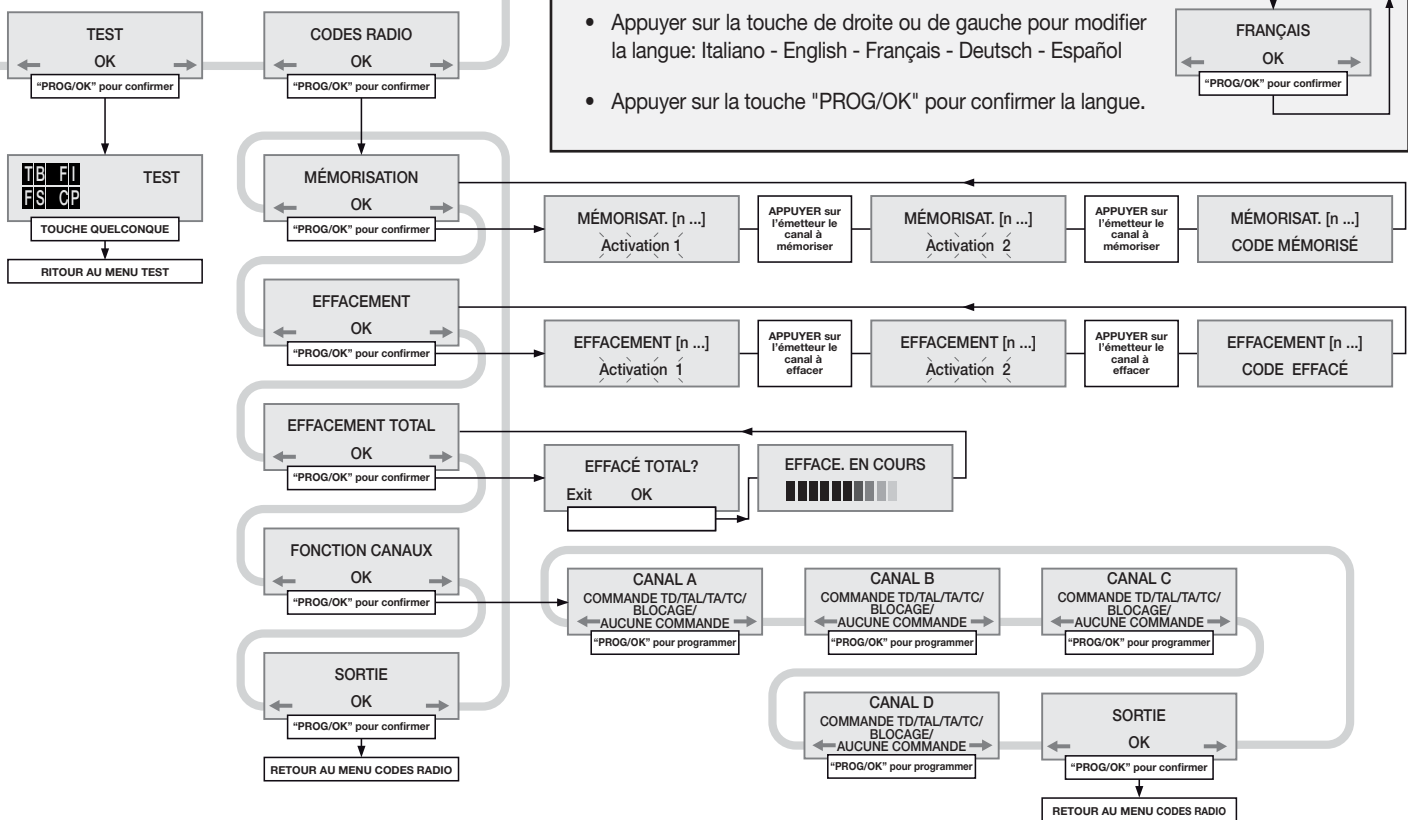 TEST
OK
"PROG/OK" pour confirmer
TB FI
FS CP
TEST
TOUCHE QUELCONQUE
RITOUR AU MENU TEST
CODES RADIO
OK
"PROG/OK" pour confirmer
• Appuyer sur la touche de droite ou de gauche pour modifier
la langue: Italiano - English - Français - Deutsch - Español
• Appuyer sur la touche "PROG/OK" pour confirmer la langue.
FRANÇAIS
OK
"PROG/OK" pour confirmer
MÉMORISATION
OK
"PROG/OK" pour confirmer
MÉMORISAT. [n ...]
Activation 1
APPUYER sur
l'émetteur le
canal à
mémoriser
MÉMORISAT. [n ...]
Activation 2
APPUYER sur
l'émetteur le
canal à
mémoriser
MÉMORISAT. [n ...]
CODE MÉMORISÉ
EFFACEMENT
OK
"PROG/OK" pour confirmer
EFFACEMENT [n ...]
Activation 1
APPUYER sur
l'émetteur le
canal à
effacer
EFFACEMENT [n ...]
Activation 2
APPUYER sur
l'émetteur le
canal à
effacer
EFFACEMENT [n ...]
CODE EFFACÉ
EFFACEMENT TOTAL
OK
"PROG/OK" pour confirmer
EFFACÉ TOTAL?
Exit OK
EFFACE. EN COURS
FONCTION CANAUX
OK
"PROG/OK" pour confirmer
CANAL A
COMMANDE TD/TAL/TA/TC/
BLOCAGE/
AUCUNE COMMANDE
"PROG/OK" pour programmer
CANAL B
COMMANDE TD/TAL/TA/TC/
BLOCAGE/
AUCUNE COMMANDE
"PROG/OK" pour programmer
CANAL C
COMMANDE TD/TAL/TA/TC/
BLOCAGE/
AUCUNE COMMANDE
"PROG/OK" pour programmer
CANAL D
COMMANDE TD/TAL/TA/TC/
BLOCAGE/
AUCUNE COMMANDE
"PROG/OK" pour programmer
SORTIE
OK
"PROG/OK" pour confirmer
RETOUR AU MENU CODES RADIO
SORTIE
OK
"PROG/OK" pour confirmer
RETOUR AU MENU CODES RADIO